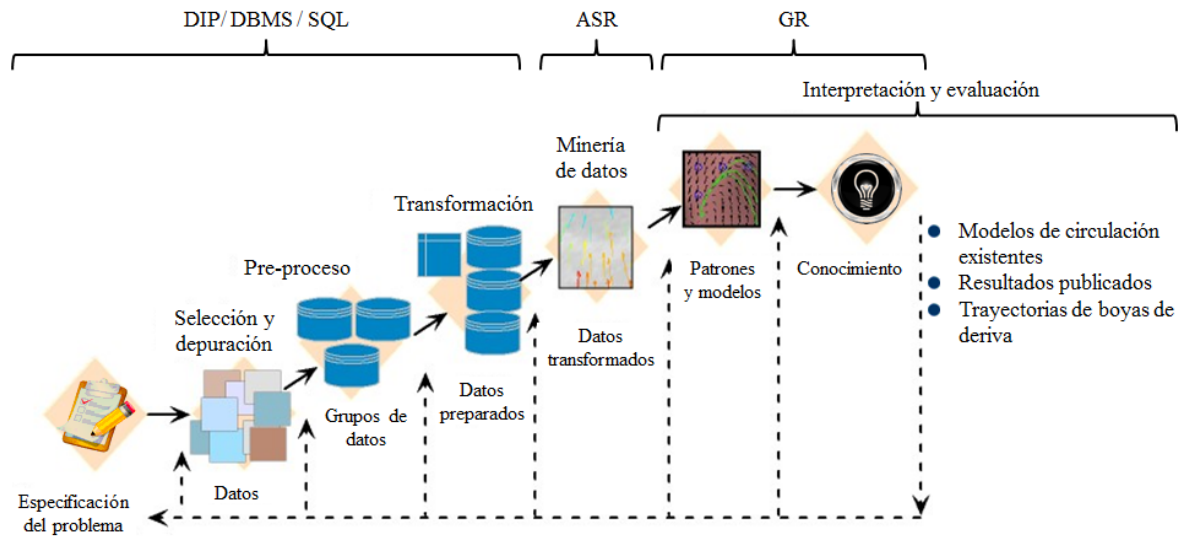 DIP/ DBMS / SQL
ASR
GR
Interpretación y evaluación
Minería
de datos
Transformación
Pre-proceso
Selección y
depuración
Patrones
y modelos
Conocimiento
Modelos de circulación
existentes
Resultados publicados
Trayectorias de boyas de
deriva
Datos
transformados
Datos
preparados
Grupos de
datos
Datos
Especificación
del problema